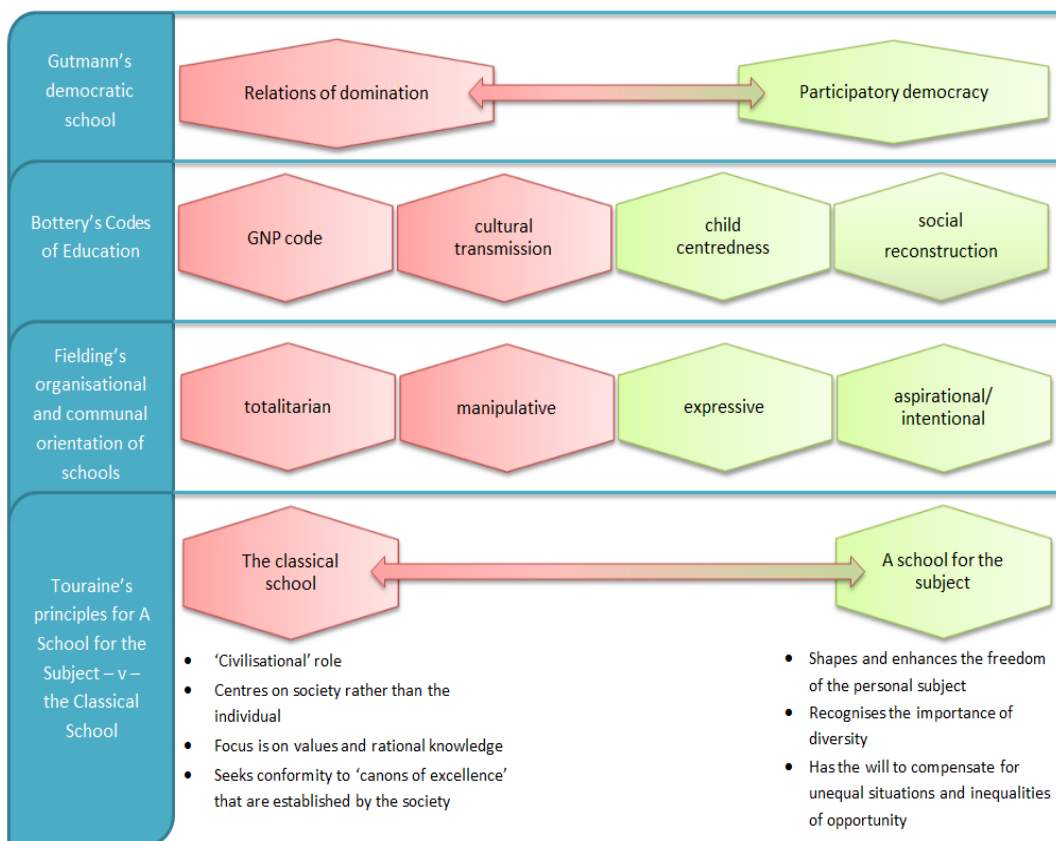 Gutmann's
democratic
school
Relations of domination
Participatory democracy
Bottery's Codes
of Education
GNP code
cultural
transmission
child
centredness
social
reconstruction
Fielding's
organisational
and communal
orientation of
schools
totalitarian
manipulative
expressive
aspirational/
intentional
Touraine's
principles for A
School for the
Subject – v –
the Classical
School
The classical
school
A school for the
subject
• 'Civilisational' role
• Centres on society rather than the
individual
• Focus is on values and rational knowledge
• Seeks conformity to 'canons of excellence'
that are established by the society
• Shapes and enhances the freedom
of the personal subject
• Recognises the importance of
diversity
• Has the will to compensate for
unequal situations and inequalities
of opportunity